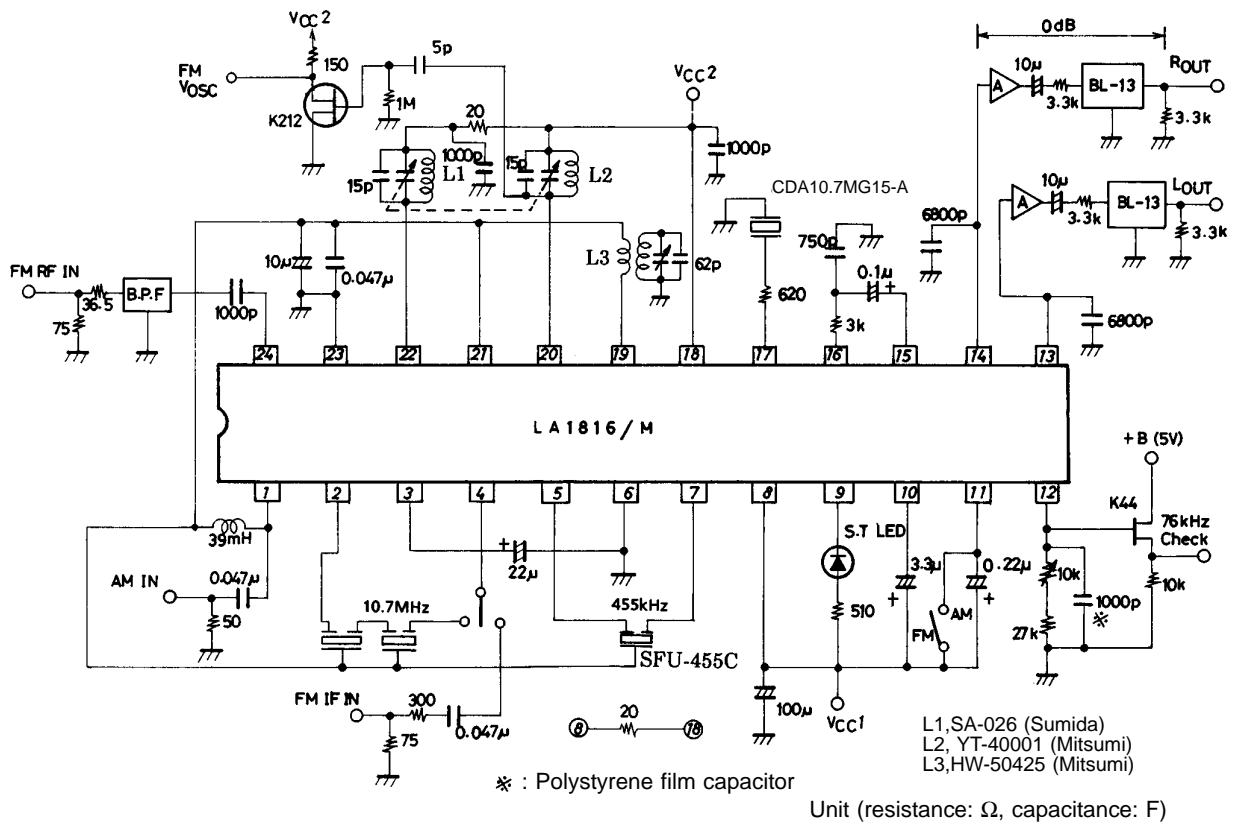 VCC2
150
FM
VOSC
K212
1M
5p
20
15p
L1
1000p
15p
L2
VCC2
1000p
0dB
A
10μ
3.3k
BL-13
ROUT
3.3k
A
10μ
3.3k
BL-13
LOUT
3.3k
FM RF IN
75
36.5
B.P.F
1000p
10μ
0.047μ
L3
62p
CDA10.7MG15-A
620
750p
3k
0.1μ
+
6800p
6800p
24
23
22
21
20
19
18
17
16
15
14
13
LA1816/M
1
2
3
4
5
6
7
8
9
10
11
12
39mH
AM IN
0.047μ
50
10.7MHz
+
22μ
455kHz
SFU-455C
FM IF IN
300
75
0.047μ
8
20
18
100μ
S.T LED
510
VCC1
3.3μ
+
AM
FM
0.22μ
+
+B (5V)
K44
76kHz
Check
10k
10k
1000p
※
27k
L1,SA-026 (Sumida)
L2, YT-40001 (Mitsumi)
L3,HW-50425 (Mitsumi)
※ : Polystyrene film capacitor
Unit (resistance: Ω, capacitance: F)